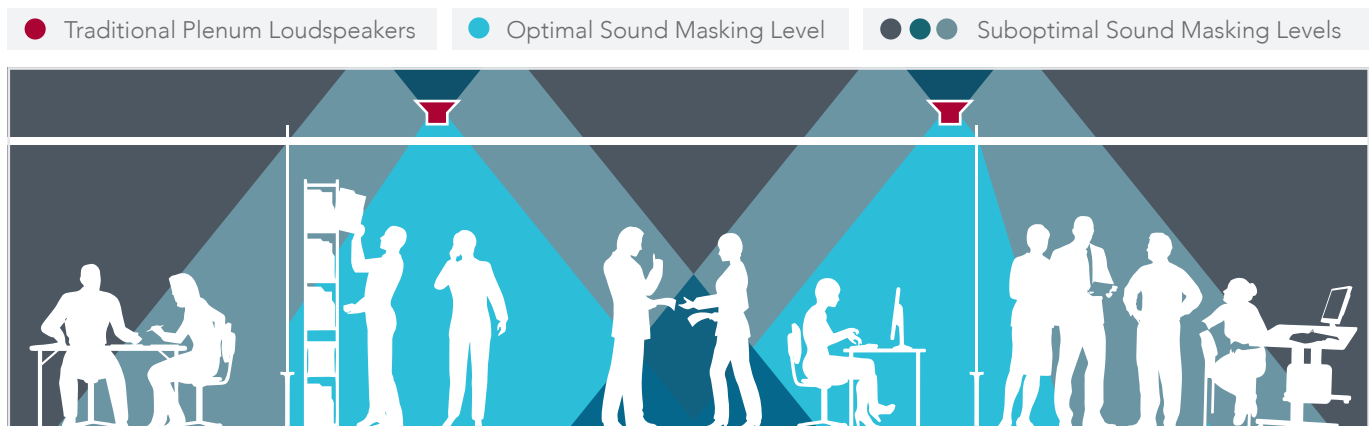 Traditional Plenum Loudspeakers
Optimal Sound Masking Level
Suboptimal Sound Masking Levels